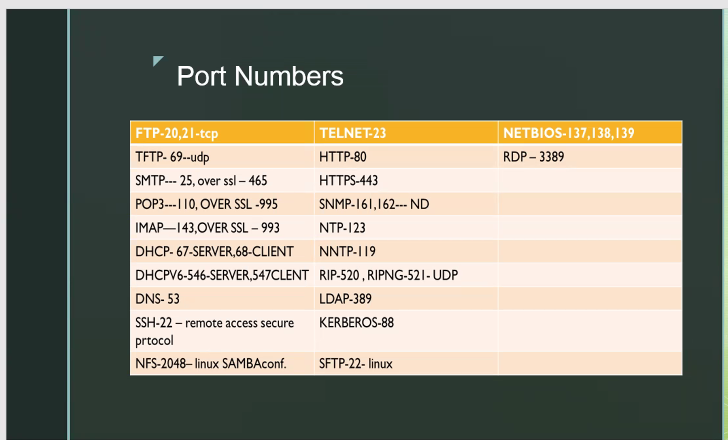 Port Numbers
FTP-20,21-tcp TELNET-23 NETBIOS-137,138,139
TFTP- 69--udp HTTP-80 RDP – 3389
SMTP--- 25, over ssl – 465 HTTPS-443
POP3---110, OVER SSL -995 SNMP-161,162--- ND
IMAP—143,OVER SSL – 993 NTP-123
DHCP- 67-SERVER,68-CLIENT NNTP-119
DHCPV6-546-SERVER,547CLENT RIP-520 , RIPNG-521- UDP
DNS- 53 LDAP-389
SSH-22 – remote access secure KERBEROS-88
prtocol
NFS-2048– linux SAMBAconf. SFTP-22- linux